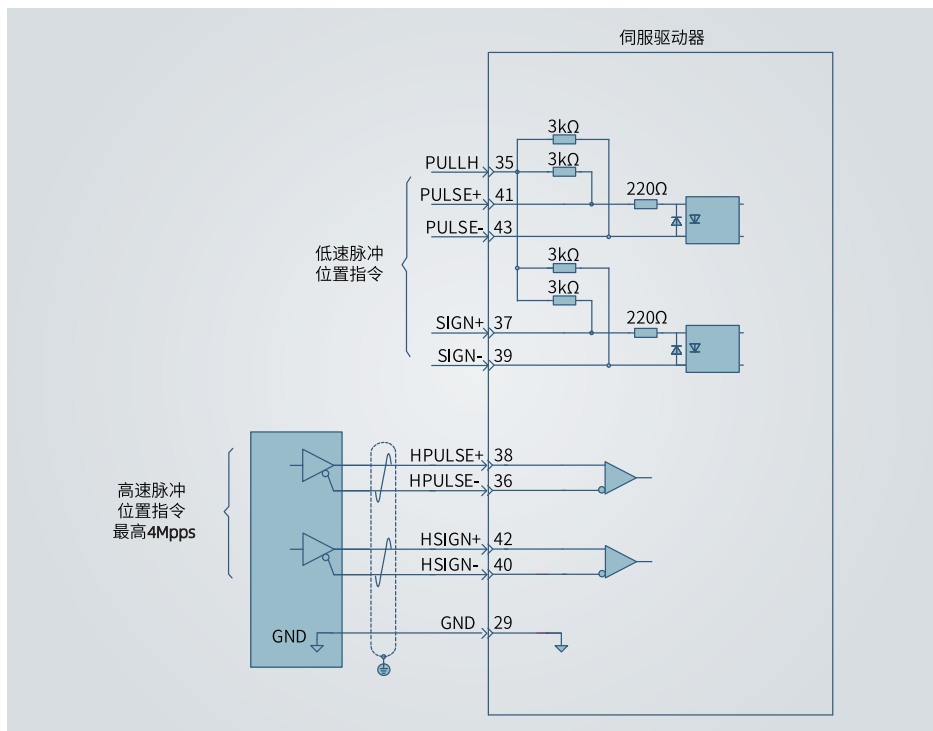 伺服驱动器
3kΩ
PULLH 35 3kΩ
PULSE+ 41 220Ω
PULSE- 43
低速脉冲
位置指令
3kΩ
3kΩ
SIGN+ 37 220Ω
SIGN- 39
高速脉冲
位置指令
最高4Mpps
HPULSE+ 38
HPULSE- 36
HSIGN+ 42
HSIGN- 40
GND GND 29